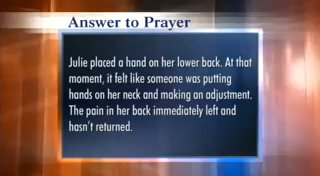 Answer to Prayer
Julie placed a hand on her lower back. At that
moment, it felt like someone was putting
hands on her neck and making an adjustment.
The pain in her back immediately left and
hasn't returned.